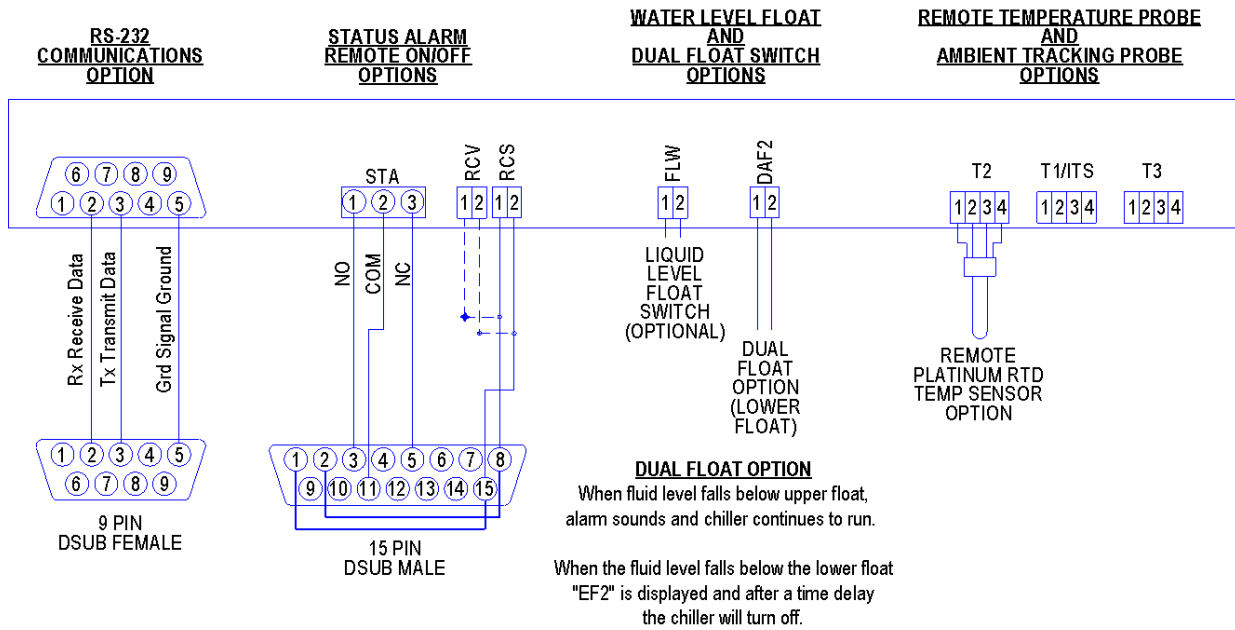 RS-232
COMMUNICATIONS
OPTION
STATUS ALARM
REMOTE ON/OFF
OPTIONS
WATER LEVEL FLOAT
AND
DUAL FLOAT SWITCH
OPTIONS
REMOTE TEMPERATURE PROBE
AND
AMBIENT TRACKING PROBE
OPTIONS
6 7 8 9
1 2 3 4 5
STA
1 2 3
RCV
1 2
RCS
1 2
FLW
1 2
DAF2
1 2
T2
1 2 3 4
T1/ITS
1 2 3 4
T3
1 2 3 4
Rx Receive Data
Tx Transmit Data
Grd Signal Ground
NO
COM
NC
LIQUID
LEVEL
FLOAT
SWITCH
(OPTIONAL)
DUAL
FLOAT
OPTION
(LOWER
FLOAT)
REMOTE
PLATINUM RTD
TEMP SENSOR
OPTION
1 2 3 4 5
6 7 8 9
9 PIN
DSUB FEMALE
1 2 3 4 5 6 7 8
9 10 11 12 13 14 15
15 PIN
DSUB MALE
DUAL FLOAT OPTION
When fluid level falls below upper float,
alarm sounds and chiller continues to run.
When the fluid level falls below the lower float
"EF2" is displayed and after a time delay
the chiller will turn off.